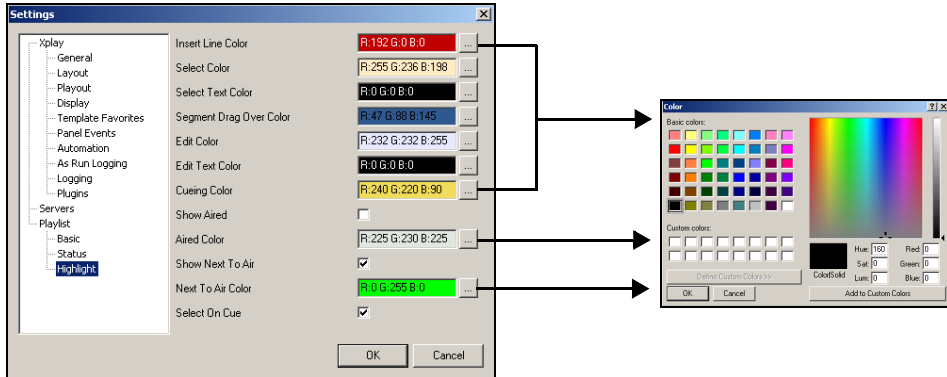 Settings
Xplay
General
Layout
Playout
Display
Template Favorites
Panel Events
Automation
As Run Logging
Logging
Plugins
Servers
Playlist
Basic
Status
Highlight
Insert Line Color R:192 G:0 B:0 ...
Select Color R:255 G:236 B:198 ...
Select Text Color R:0 G:0 B:0 ...
Segment Drag Over Color R:47 G:88 B:145 ...
Edit Color R:232 G:232 B:255 ...
Edit Text Color R:0 G:0 B:0 ...
Cueing Color R:240 G:220 B:90 ...
Show Aired
Aired Color R:225 G:230 B:225 ...
Show Next To Air
Next To Air Color R:0 G:255 B:0 ...
Select On Cue
OK Cancel
Color
Basic colors:
Custom colors:
Define Custom Colors >>
OK Cancel
Color|Solid
Hue: 160 Red: 0
Sat: 0 Green: 0
Lum: 0 Blue: 0
Add to Custom Colors